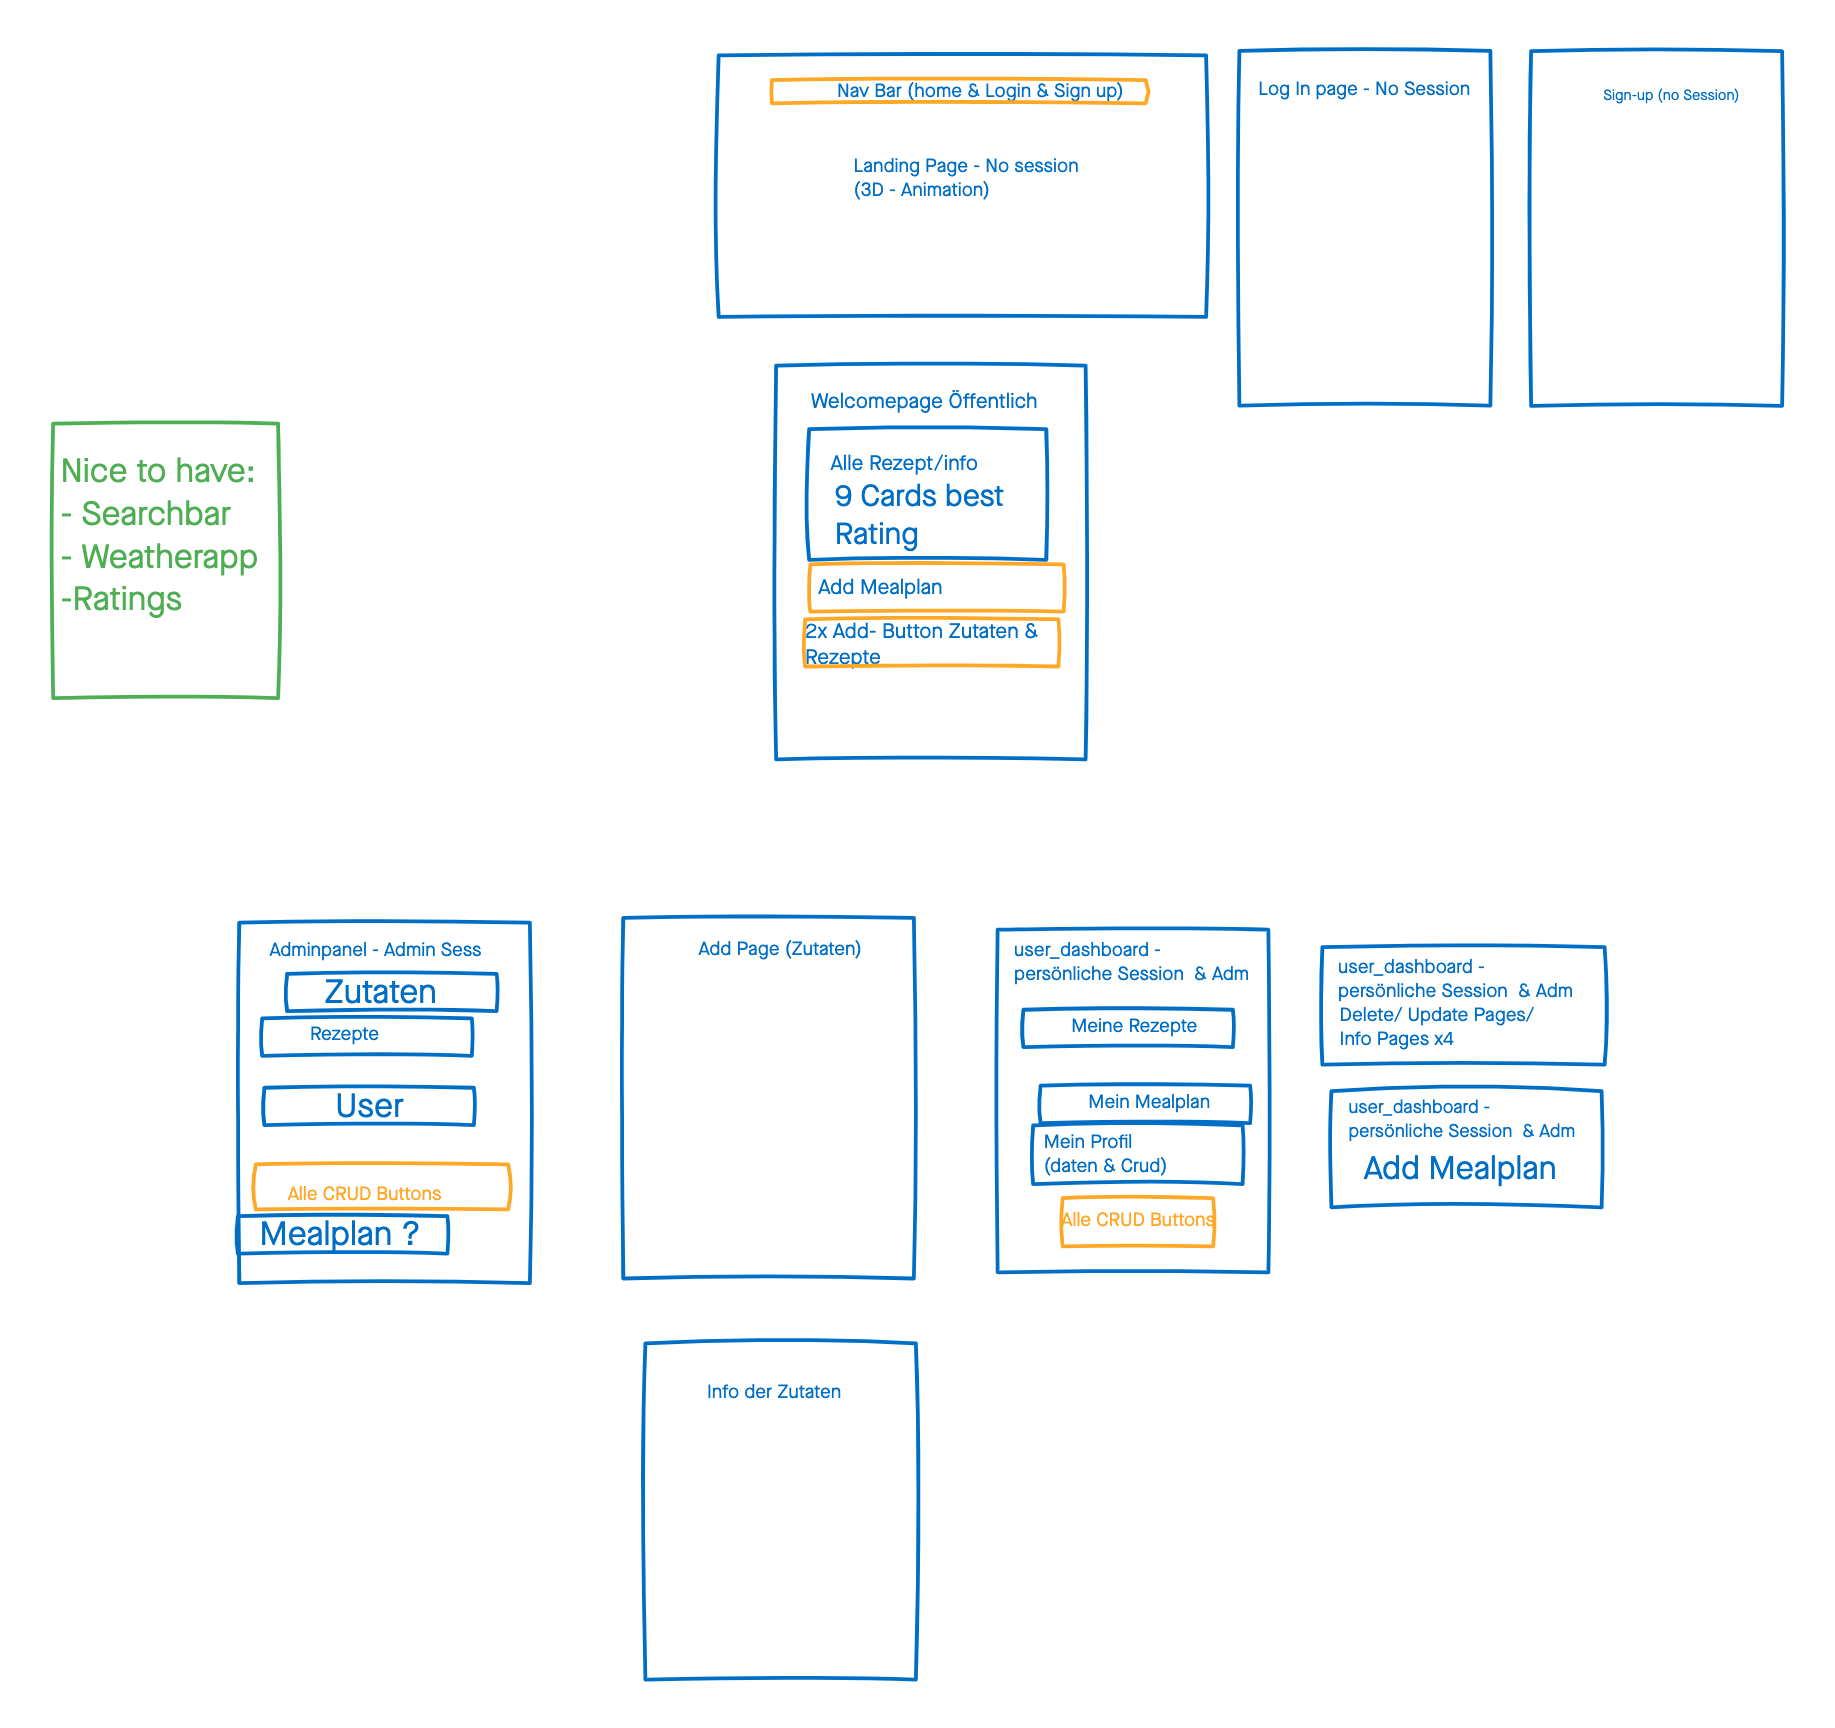 Nav Bar (home & Login & Sign up)
Landing Page - No session
(3D - Animation)
Log In page - No Session
Sign-up (no Session)
Welcomepage Öffentlich
Alle Rezept/info
9 Cards best
Rating
Add Mealplan
2x Add- Button Zutaten &
Rezepte
Nice to have:
- Searchbar
- Weatherapp
-Ratings
Adminpanel - Admin Sess
Zutaten
Rezepte
User
Alle CRUD Buttons
Mealplan ?
Add Page (Zutaten)
user_dashboard -
persönliche Session & Adm
Meine Rezepte
Mein Mealplan
Mein Profil
(daten & Crud)
Alle CRUD Buttons
user_dashboard -
persönliche Session & Adm
Delete/ Update Pages/
Info Pages x4
user_dashboard -
persönliche Session & Adm
Add Mealplan
Info der Zutaten